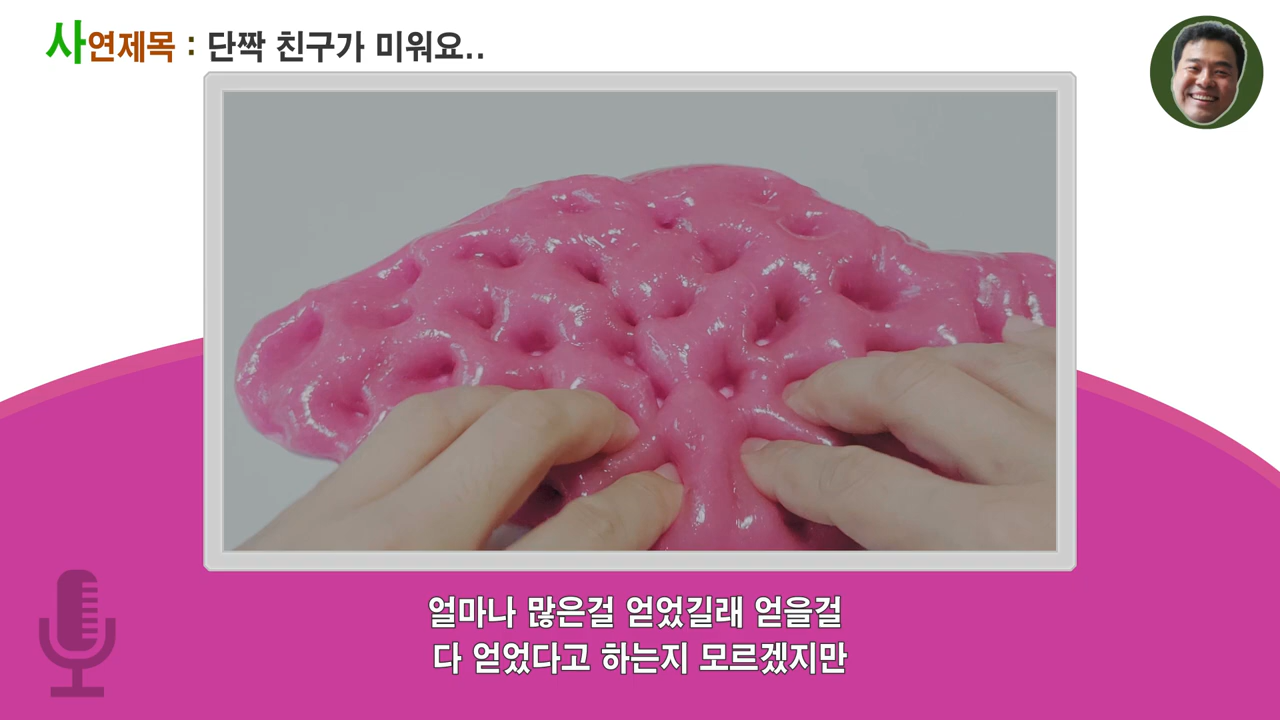 사연제목 : 단짝 친구가 미워요..
얼마나 많은걸 얻었길래 얻을걸
다 얻었다고 하는지 모르겠지만